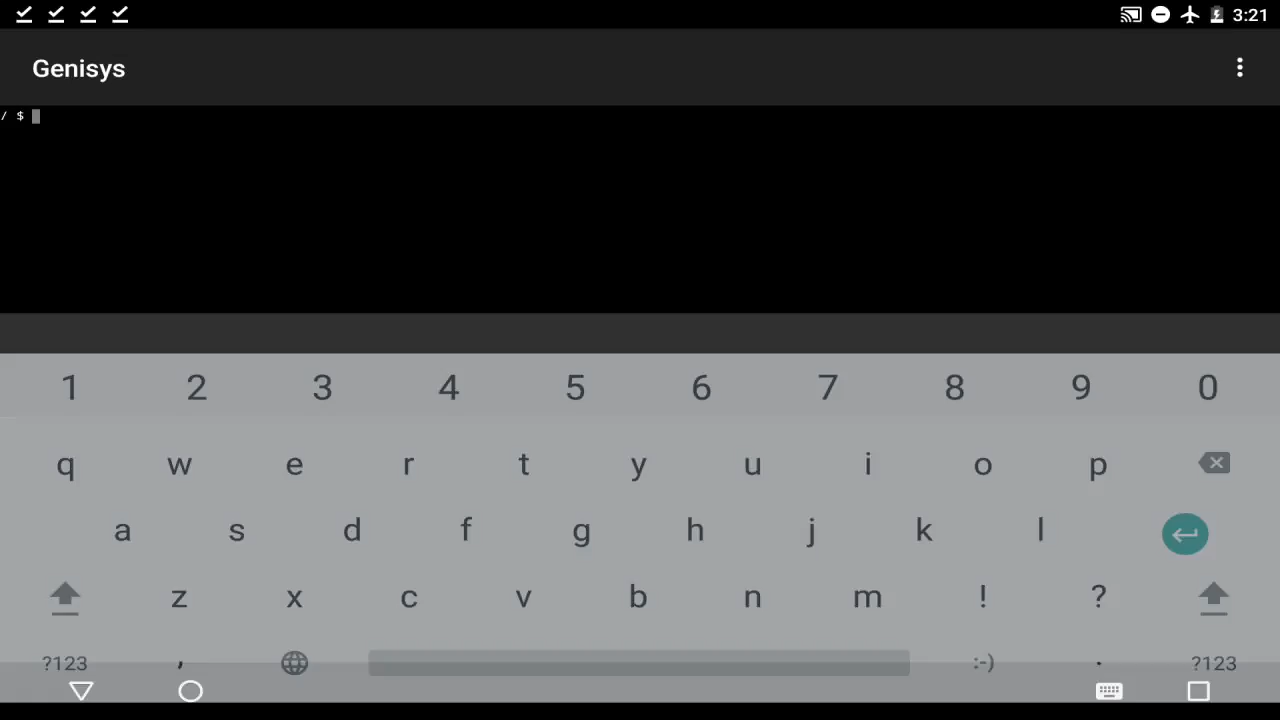 3:21
Genisys
/ $
1 2 3 4 5 6 7 8 9 0
q w e r t y u i o p
a s d f g h j k l
z x c v b n m ! ?
?123 , :-) . ?123